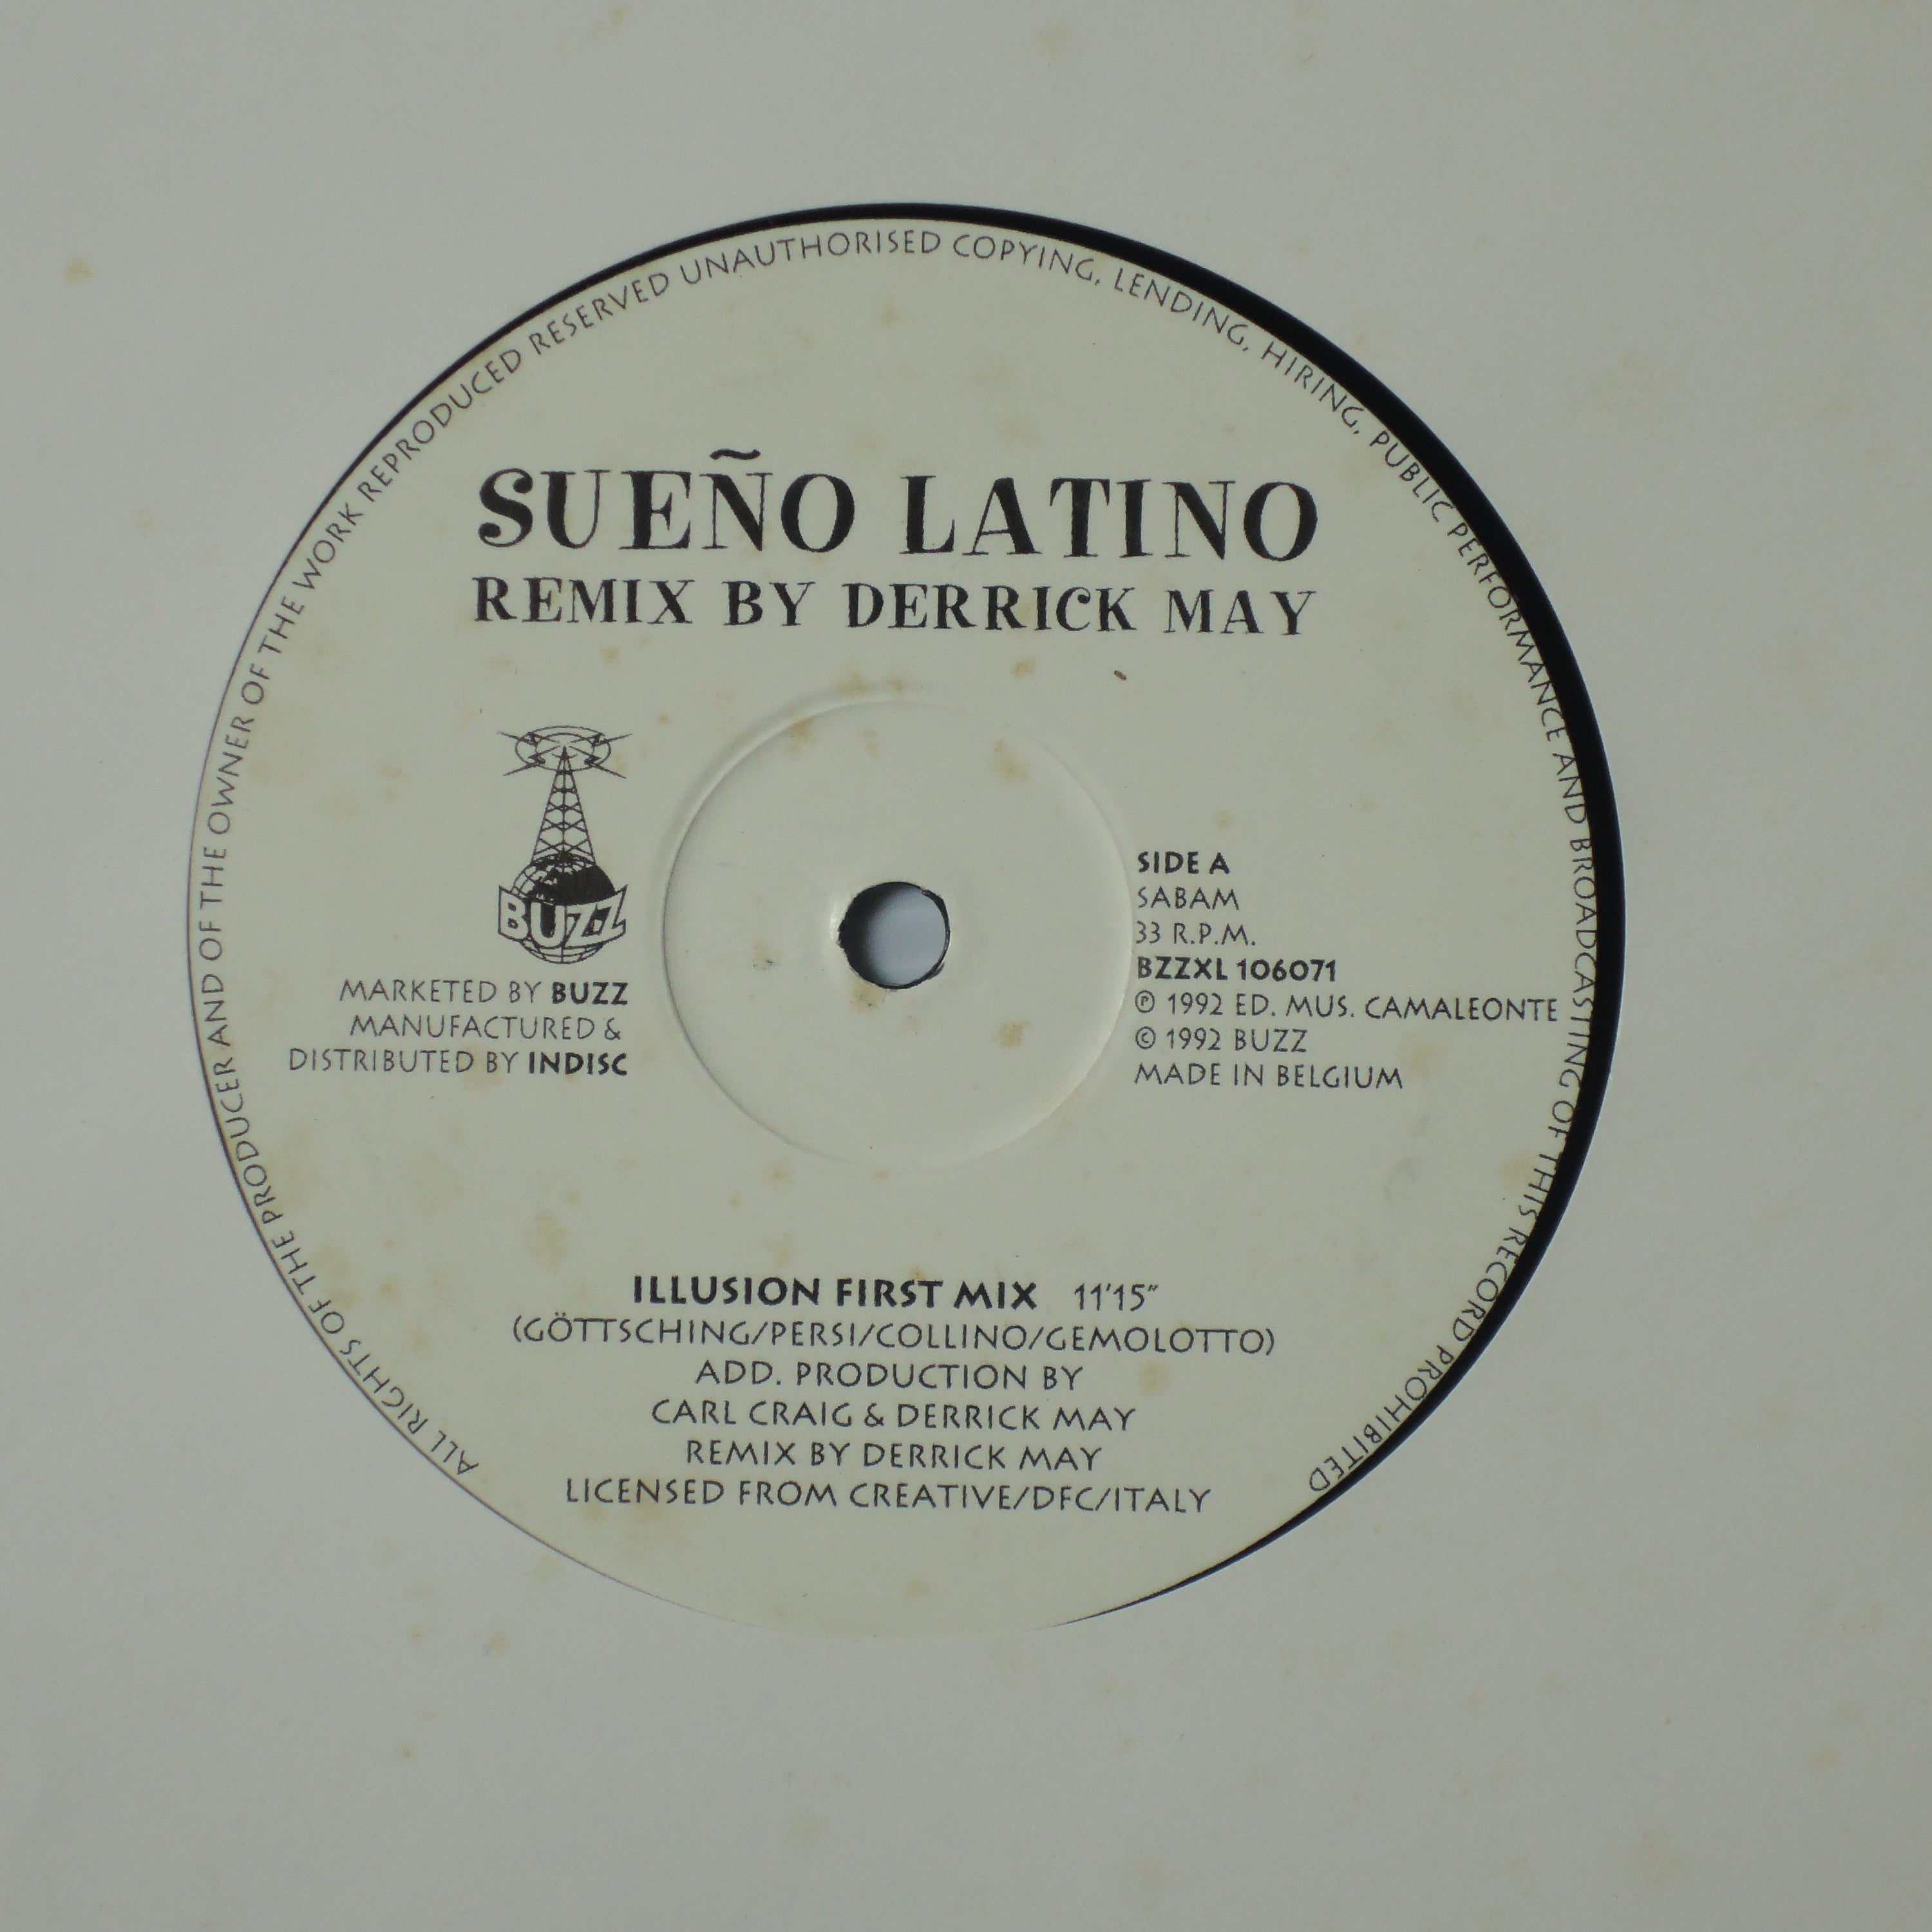 ALL RIGHTS OF THE PRODUCER AND OF THE OWNER OF THE WORK REPRODUCED RESERVED UNAUTHORISED COPYING, LENDING, HIRING, PUBLIC PERFORMANCE AND BROADCASTING OF THIS RECORD PROHIBITED
SUEÑO LATINO
REMIX BY DERRICK MAY
BUZZ
MARKETED BY BUZZ
MANUFACTURED &
DISTRIBUTED BY INDISC
SIDE A
SABAM
33 R.P.M.
BZZXL 106071
℗ 1992 ED. MUS. CAMALEONTE
© 1992 BUZZ
MADE IN BELGIUM
ILLUSION FIRST MIX 11'15"
(GÖTTSCHING/PERSI/COLLINO/GEMOLOTTO)
ADD. PRODUCTION BY
CARL CRAIG & DERRICK MAY
REMIX BY DERRICK MAY
LICENSED FROM CREATIVE/DFC/ITALY